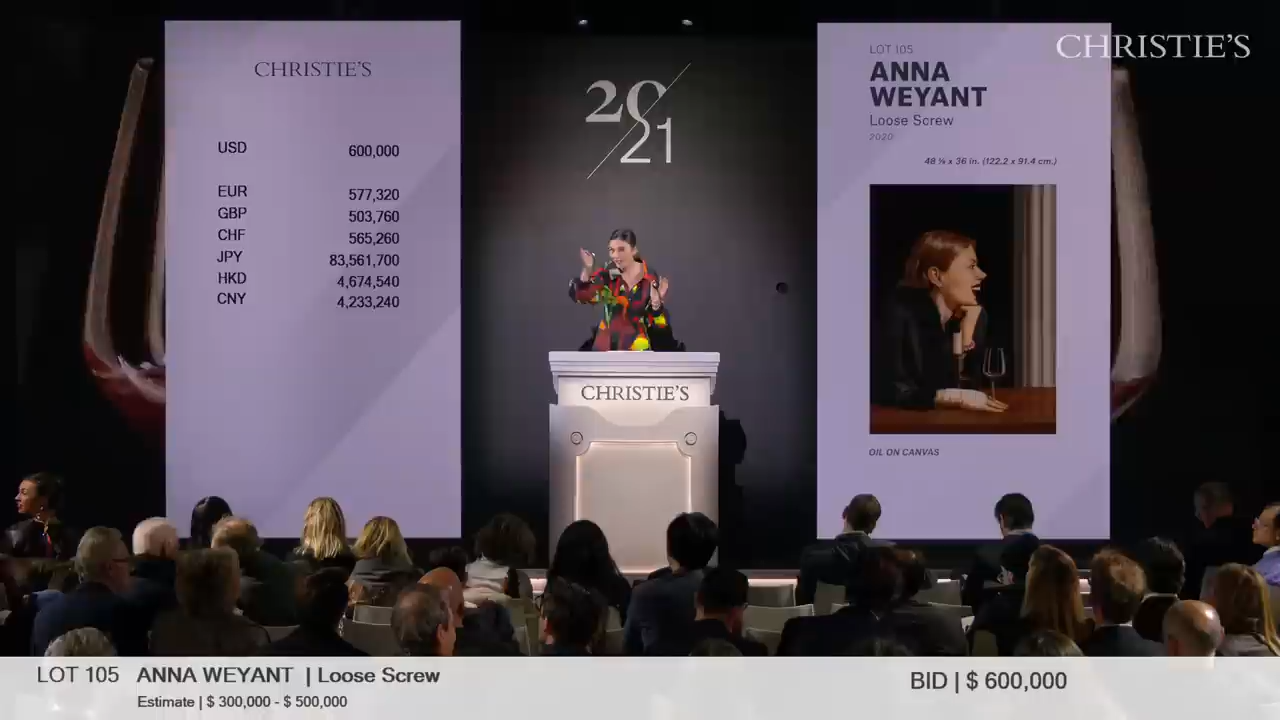 CHRISTIE'S
USD 600,000
EUR 577,320
GBP 503,760
CHF 565,260
JPY 83,561,700
HKD 4,674,540
CNY 4,233,240
20/21
CHRISTIE'S
LOT 105
ANNA
WEYANT
Loose Screw
2020
48 ⅛ x 36 in. (122.2 x 91.4 cm.)
OIL ON CANVAS
CHRISTIE'S
LOT 105 ANNA WEYANT | Loose Screw
Estimate | $ 300,000 - $ 500,000
BID | $ 600,000